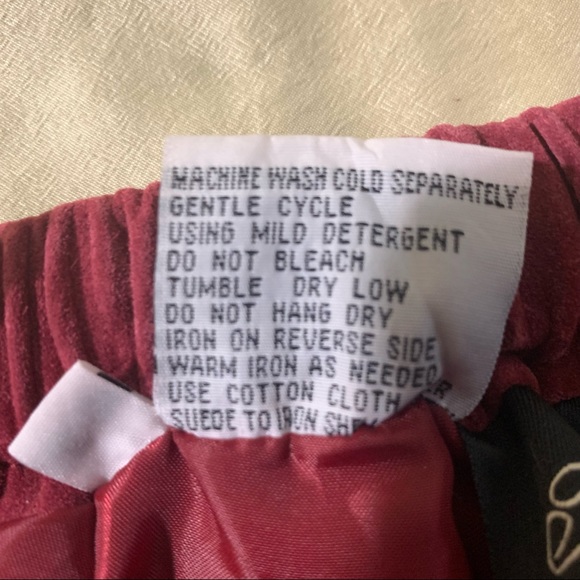 MACHINE WASH COLD SEPARATELY
GENTLE CYCLE
USING MILD DETERGENT
DO NOT BLEACH
TUMBLE DRY LOW
DO NOT HANG DRY
IRON ON REVERSE SIDE
WARM IRON AS NEEDED
USE COTTON CLOTH OR
SUEDE TO IRON